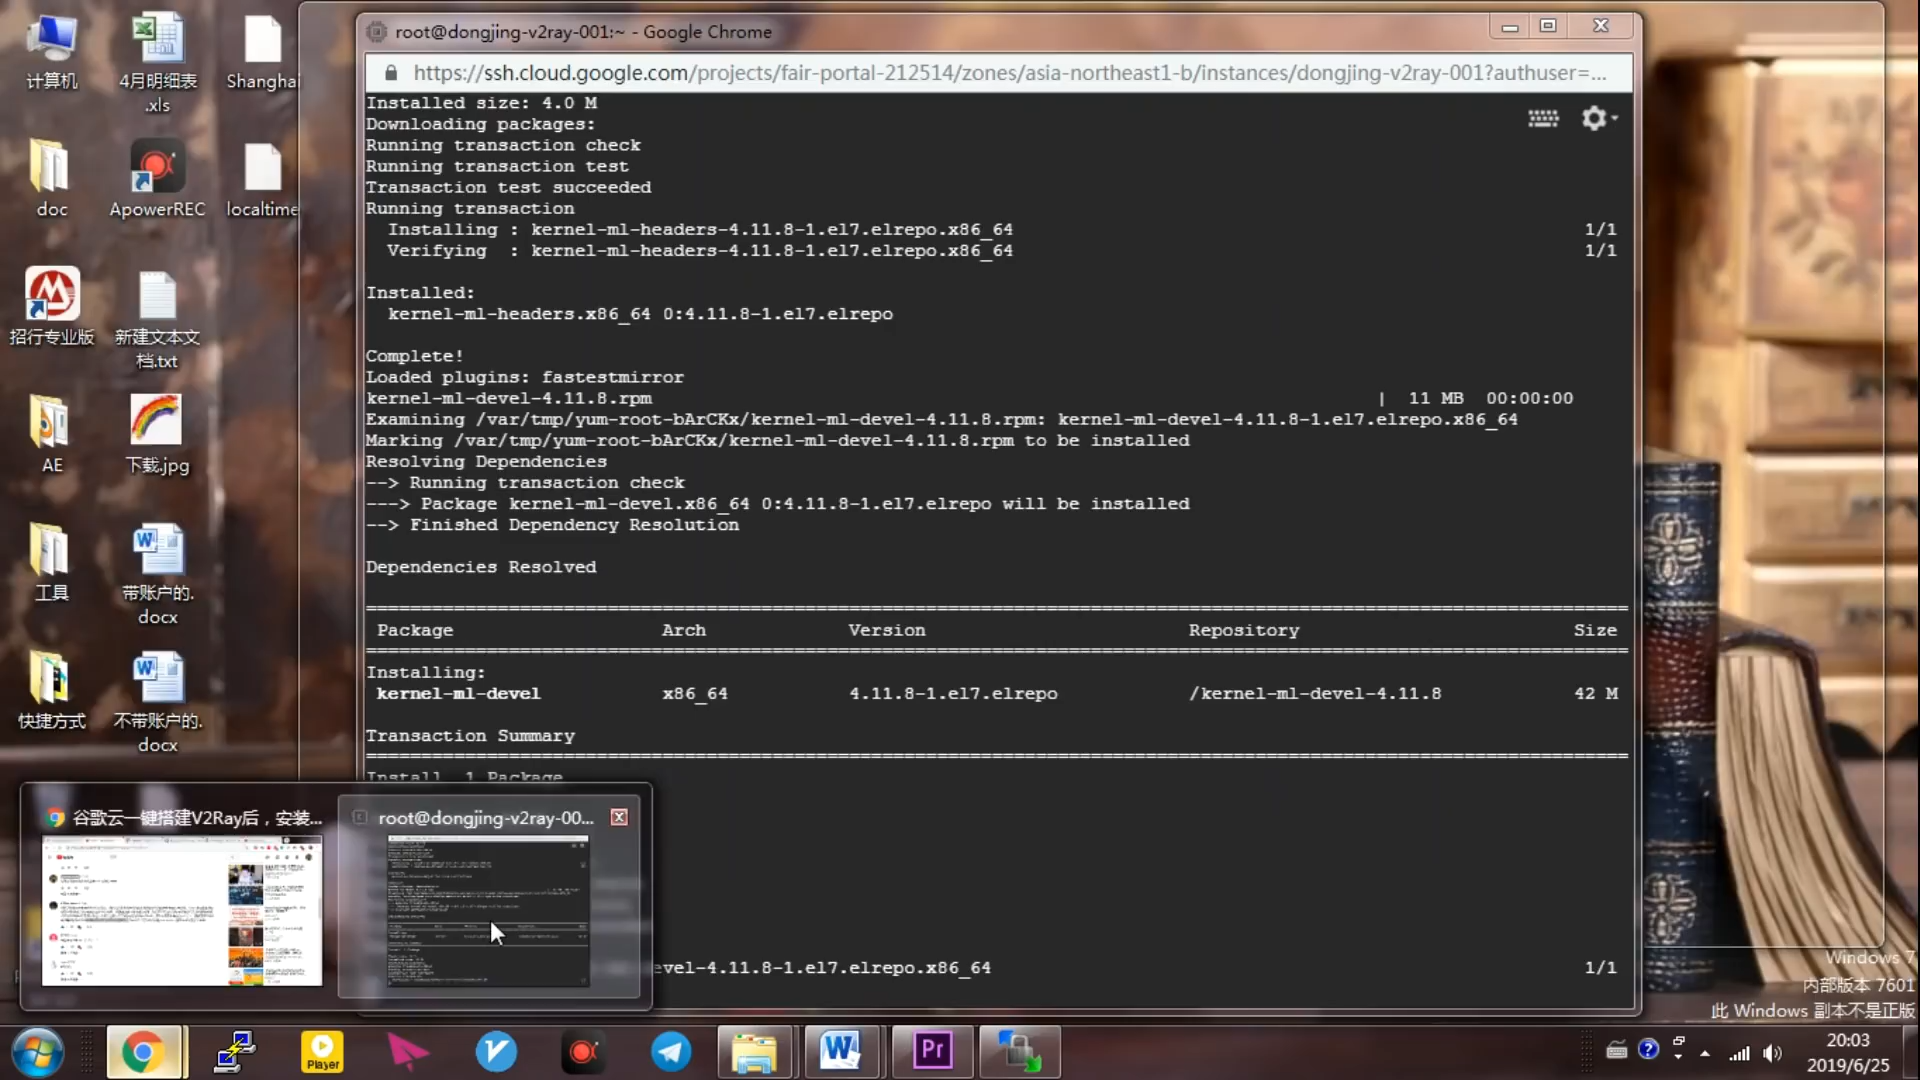 root@dongjing-v2ray-001:~ - Google Chrome
https://ssh.cloud.google.com/projects/fair-portal-212514/zones/asia-northeast1-b/instances/dongjing-v2ray-001?authuser=...
Installed size: 4.0 M
Downloading packages:
Running transaction check
Running transaction test
Transaction test succeeded
Running transaction
Installing : kernel-ml-headers-4.11.8-1.el7.elrepo.x86_64 1/1
Verifying : kernel-ml-headers-4.11.8-1.el7.elrepo.x86_64 1/1
Installed:
kernel-ml-headers.x86_64 0:4.11.8-1.el7.elrepo
Complete!
Loaded plugins: fastestmirror
kernel-ml-devel-4.11.8.rpm | 11 MB 00:00:00
Examining /var/tmp/yum-root-bArCKx/kernel-ml-devel-4.11.8.rpm: kernel-ml-devel-4.11.8-1.el7.elrepo.x86_64
Marking /var/tmp/yum-root-bArCKx/kernel-ml-devel-4.11.8.rpm to be installed
Resolving Dependencies
--> Running transaction check
---> Package kernel-ml-devel.x86_64 0:4.11.8-1.el7.elrepo will be installed
--> Finished Dependency Resolution
Dependencies Resolved
Package Arch Version Repository Size
Installing:
kernel-ml-devel x86_64 4.11.8-1.el7.elrepo /kernel-ml-devel-4.11.8 42 M
Transaction Summary
Install 1 Package
evel-4.11.8-1.el7.elrepo.x86_64 1/1
计算机
4月明细表
.xls
Shanghai
doc
ApowerREC
localtime
招行专业版
新建文本文
档.txt
AE
下载.jpg
工具
带账户的.
docx
快捷方式
不带账户的.
docx
谷歌云一键搭建V2Ray后，安装...
root@dongjing-v2ray-00...
Windows 7
内部版本 7601
此 Windows 副本不是正版
Player
W
Pr
20:03
2019/6/25